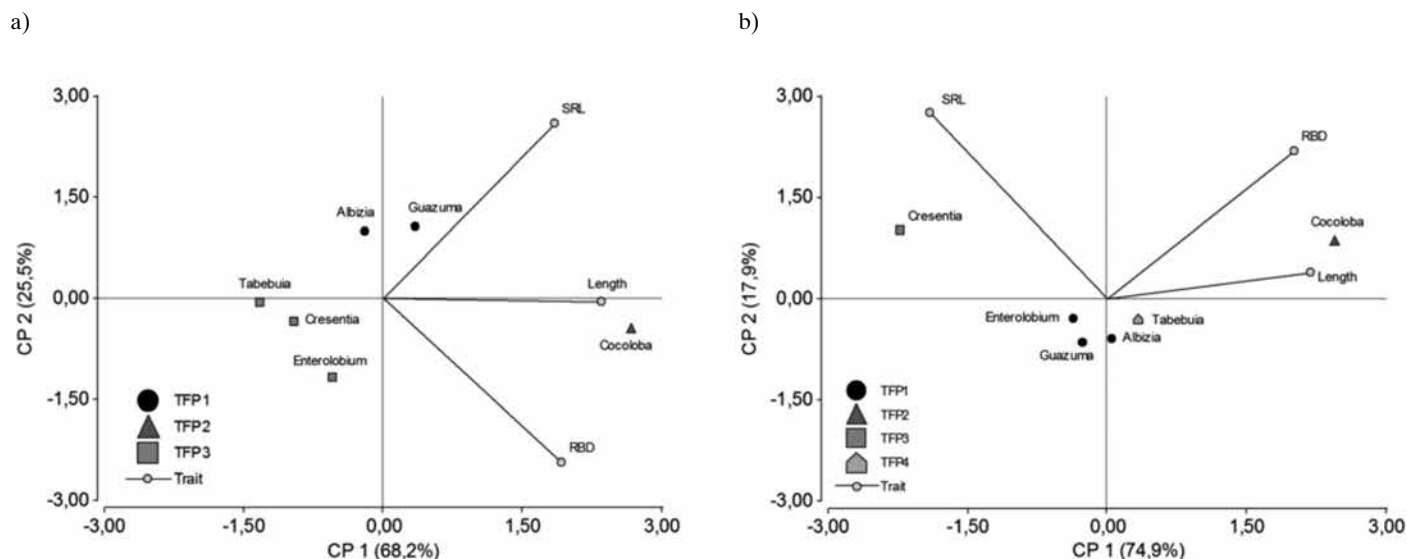 a)
3,00
SRL
Albizia
Guazuma
1,50
CP 2 (25,5%)
Tabebuia
Length
0,00
Cresentia
Cocoloba
Enterolobium
-1,50
TFP1
TFP2
RBD
TFP3
Trait
-3,00
-3,00
-1,50
0,00
1,50
3,00
CP 1 (68,2%)
b)
3,00
SRL
RBD
1,50
Cresentia
Cocoloba
CP 2 (17,9%)
Length
0,00
Enterolobium
Tabebuia
Albizia
Guazuma
-1,50
TFP1
TFP2
TFP3
TFP4
Trait
-3,00
-3,00
-1,50
0,00
1,50
3,00
CP 1 (74,9%)